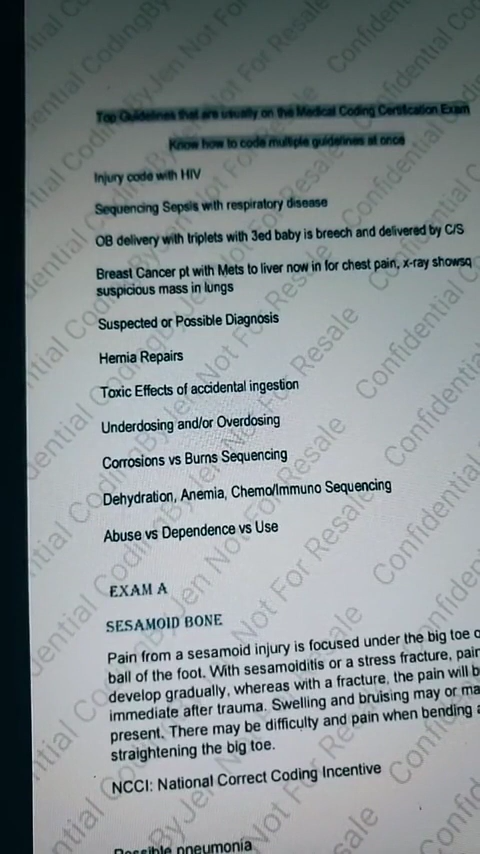 Top Guidelines that are usually on the Medical Coding Certification Exam
Know how to code multiple guidelines at once
Injury code with HIV
Sequencing Sepsis with respiratory disease
OB delivery with triplets with 3ed baby is breech and delivered by C/S
Breast Cancer pt with Mets to liver now in for chest pain, x-ray showsq
suspicious mass in lungs
Suspected or Possible Diagnosis
Hernia Repairs
Toxic Effects of accidental ingestion
Underdosing and/or Overdosing
Corrosions vs Burns Sequencing
Dehydration, Anemia, Chemo/Immuno Sequencing
Abuse vs Dependence vs Use
EXAM A
SESAMOID BONE
Pain from a sesamoid injury is focused under the big toe
ball of the foot. With sesamoiditis or a stress fracture, pain
develop gradually, whereas with a fracture, the pain will
immediate after trauma. Swelling and bruising may or
present. There may be difficulty and pain when bending
straightening the big toe.
NCCI: National Correct Coding Incentive
Possible pneumonia
Confidential CodingByJen Not For Resale